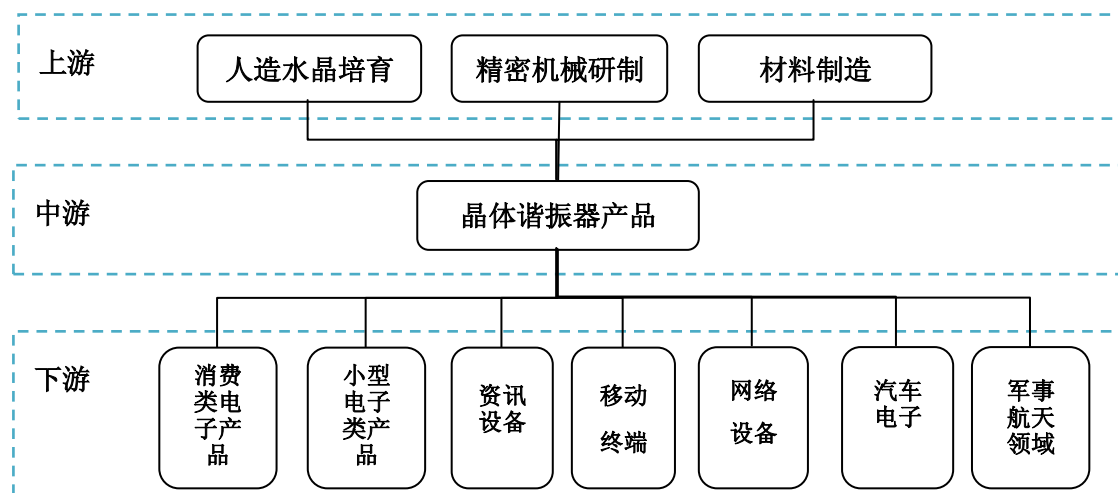 上游
人造水晶培育
精密机械研制
材料制造
中游
晶体谐振器产品
下游
消费
类电
子产
品
小型
电子
类产
品
资讯
设备
移动
终端
网络
设备
汽车
电子
军事
航天
领域